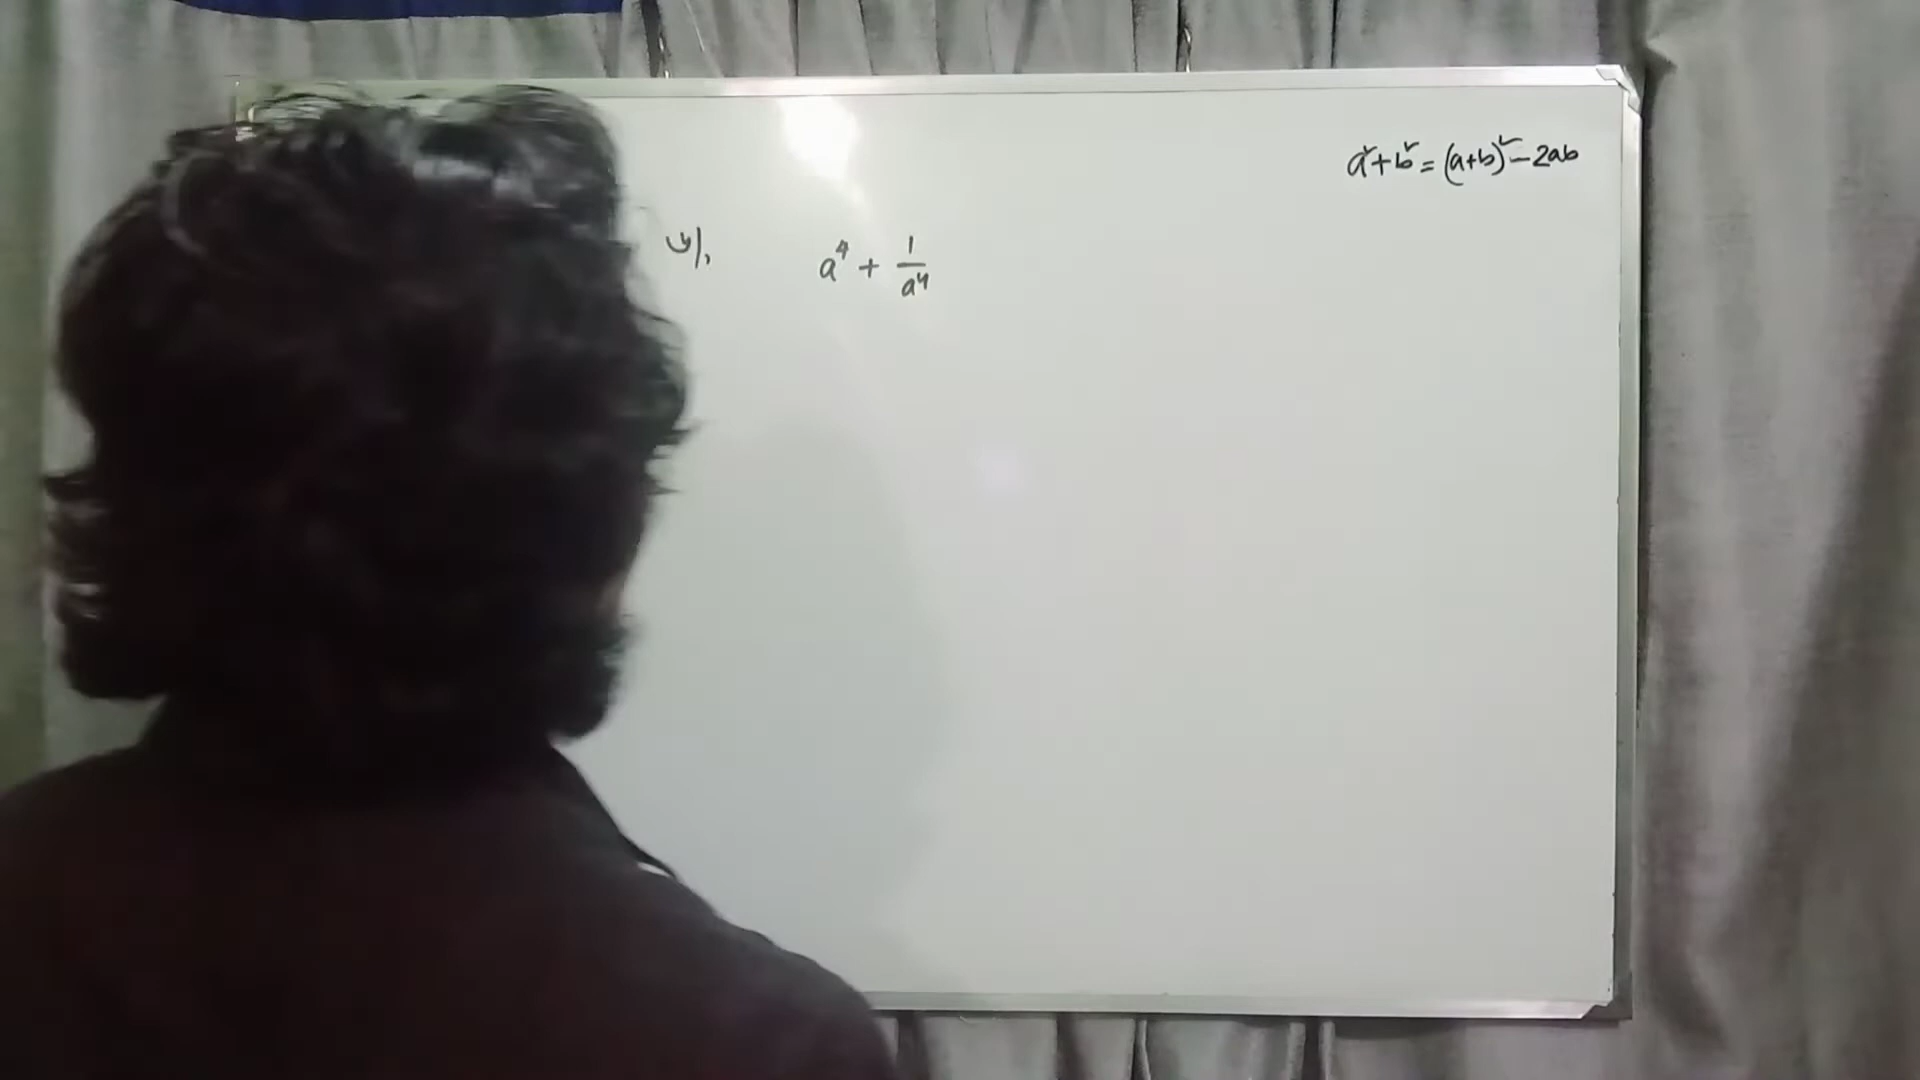 a²+b² = (a+b)² - 2ab
a⁴ + 1/a⁴